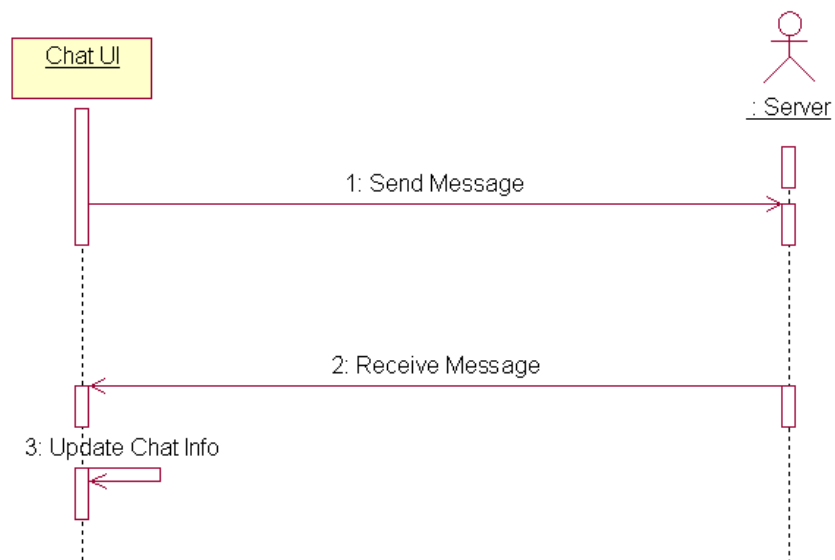 Chat UI
: Server
1: Send Message
2: Receive Message
3: Update Chat Info